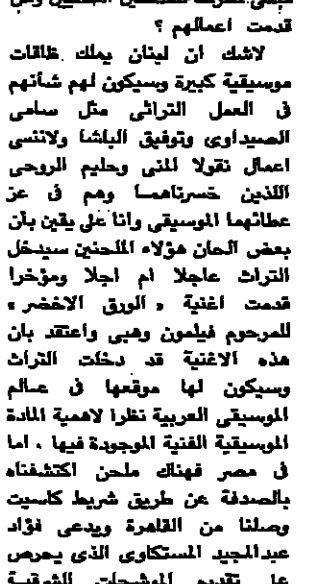 قدمت اعمالهم ؟
لاشك ان لبنان يملك طاقات
موسيقية كبيرة وسيكون لهم شأنهم
في العمل التراثي مثل سامي
الصيداوي وتوفيق الباشا ولاننسى
اعمال نقولا المنى وحليم الرومي
اللذين خسرناهما وهم في عز
عطائهما الموسيقي وانا على يقين بأن
بعض الحان هؤلاء الملحنين سيدخل
التراث عاجلا ام اجلا ومؤخرا
قدمت اغنية « الورق الاخضر »
للمرحوم فيلمون وهبي واعتقد بان
هذه الاغنية قد دخلت التراث
وسيكون لها موقعها في عالم
الموسيقى العربية نظرا لاهمية المادة
الموسيقية الفنية الموجودة فيها ، اما
في مصر فهناك ملحن اكتشفناه
بالصدفة عن طريق شريط كاسيت
وصلنا من القاهرة ويدعى فؤاد
عبدالمجيد المستكاوي الذي يحرص
على تقديم الموشحات الشرقية